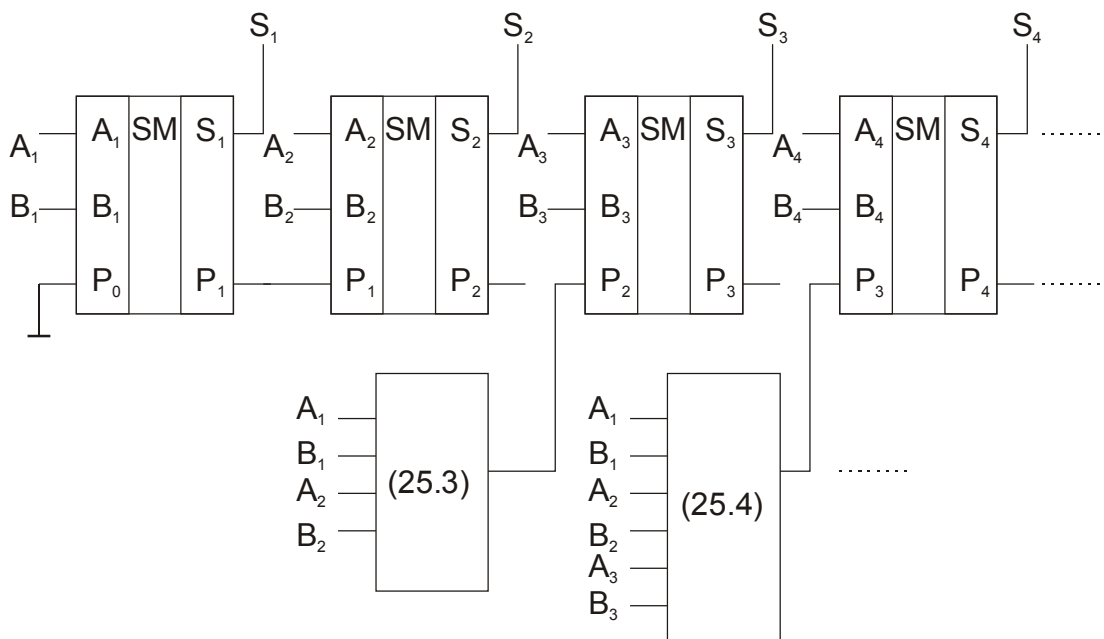 S₁ S₂ S₃ S₄
A₁ A₁ SM S₁ A₂ A₂ SM S₂ A₃ A₃ SM S₃ A₄ A₄ SM S₄
B₁ B₁ B₂ B₂ B₃ B₃ B₄ B₄
P₀ P₁ P₁ P₂ P₂ P₃ P₃ P₄
A₁ A₁
B₁ B₁
A₂ (25.3) A₂ (25.4)
B₂ B₂
A₃
B₃